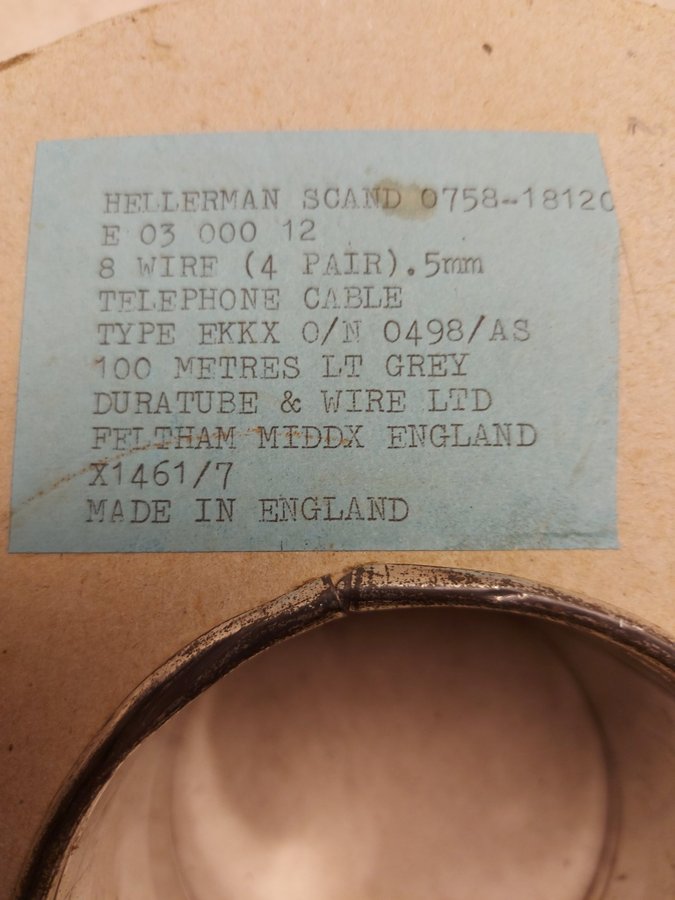 HELLERMAN SCAND 0758-18120
E 03 000 12
8 WIRE (4 PAIR).5mm
TELEPHONE CABLE
TYPE EKKX O/N 0498/AS
100 METRES LT GREY
DURATUBE & WIRE LTD
FELTHAM MIDDX ENGLAND
X1461/7
MADE IN ENGLAND